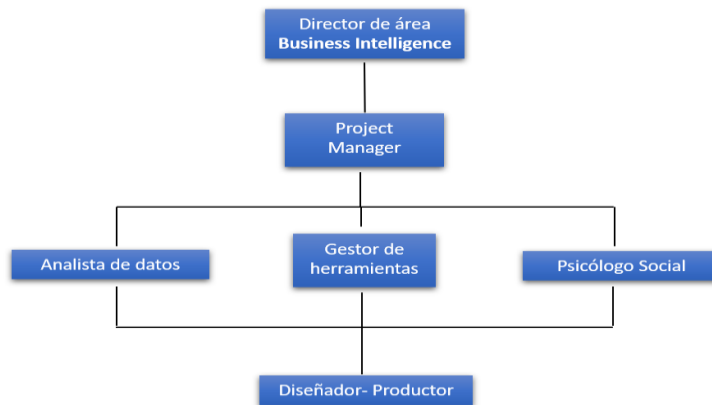 Director de área
Business Intelligence
Project
Manager
Analista de datos
Gestor de
herramientas
Psicólogo Social
Diseñador- Productor